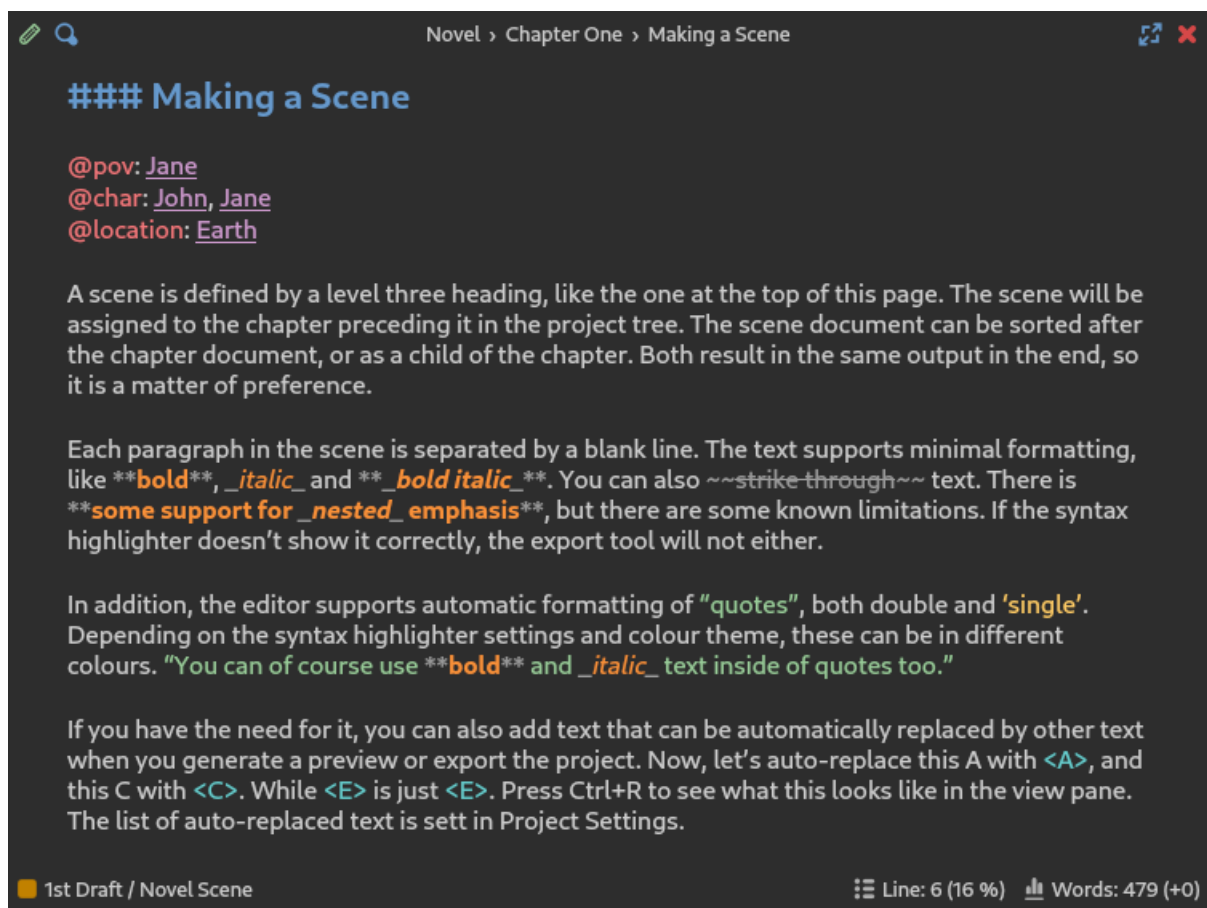 Novel › Chapter One › Making a Scene
### Making a Scene
@pov: Jane
@char: John, Jane
@location: Earth
A scene is defined by a level three heading, like the one at the top of this page. The scene will be
assigned to the chapter preceding it in the project tree. The scene document can be sorted after
the chapter document, or as a child of the chapter. Both result in the same output in the end, so
it is a matter of preference.
Each paragraph in the scene is separated by a blank line. The text supports minimal formatting,
like **bold**, _italic_ and **_bold italic_**. You can also ~~strike through~~ text. There is
**some support for _nested_ emphasis**, but there are some known limitations. If the syntax
highlighter doesn’t show it correctly, the export tool will not either.
In addition, the editor supports automatic formatting of “quotes”, both double and ‘single’.
Depending on the syntax highlighter settings and colour theme, these can be in different
colours. “You can of course use **bold** and _italic_ text inside of quotes too.”
If you have the need for it, you can also add text that can be automatically replaced by other text
when you generate a preview or export the project. Now, let’s auto-replace this A with <A>, and
this C with <C>. While <E> is just <E>. Press Ctrl+R to see what this looks like in the view pane.
The list of auto-replaced text is sett in Project Settings.
1st Draft / Novel Scene Line: 6 (16 %) Words: 479 (+0)